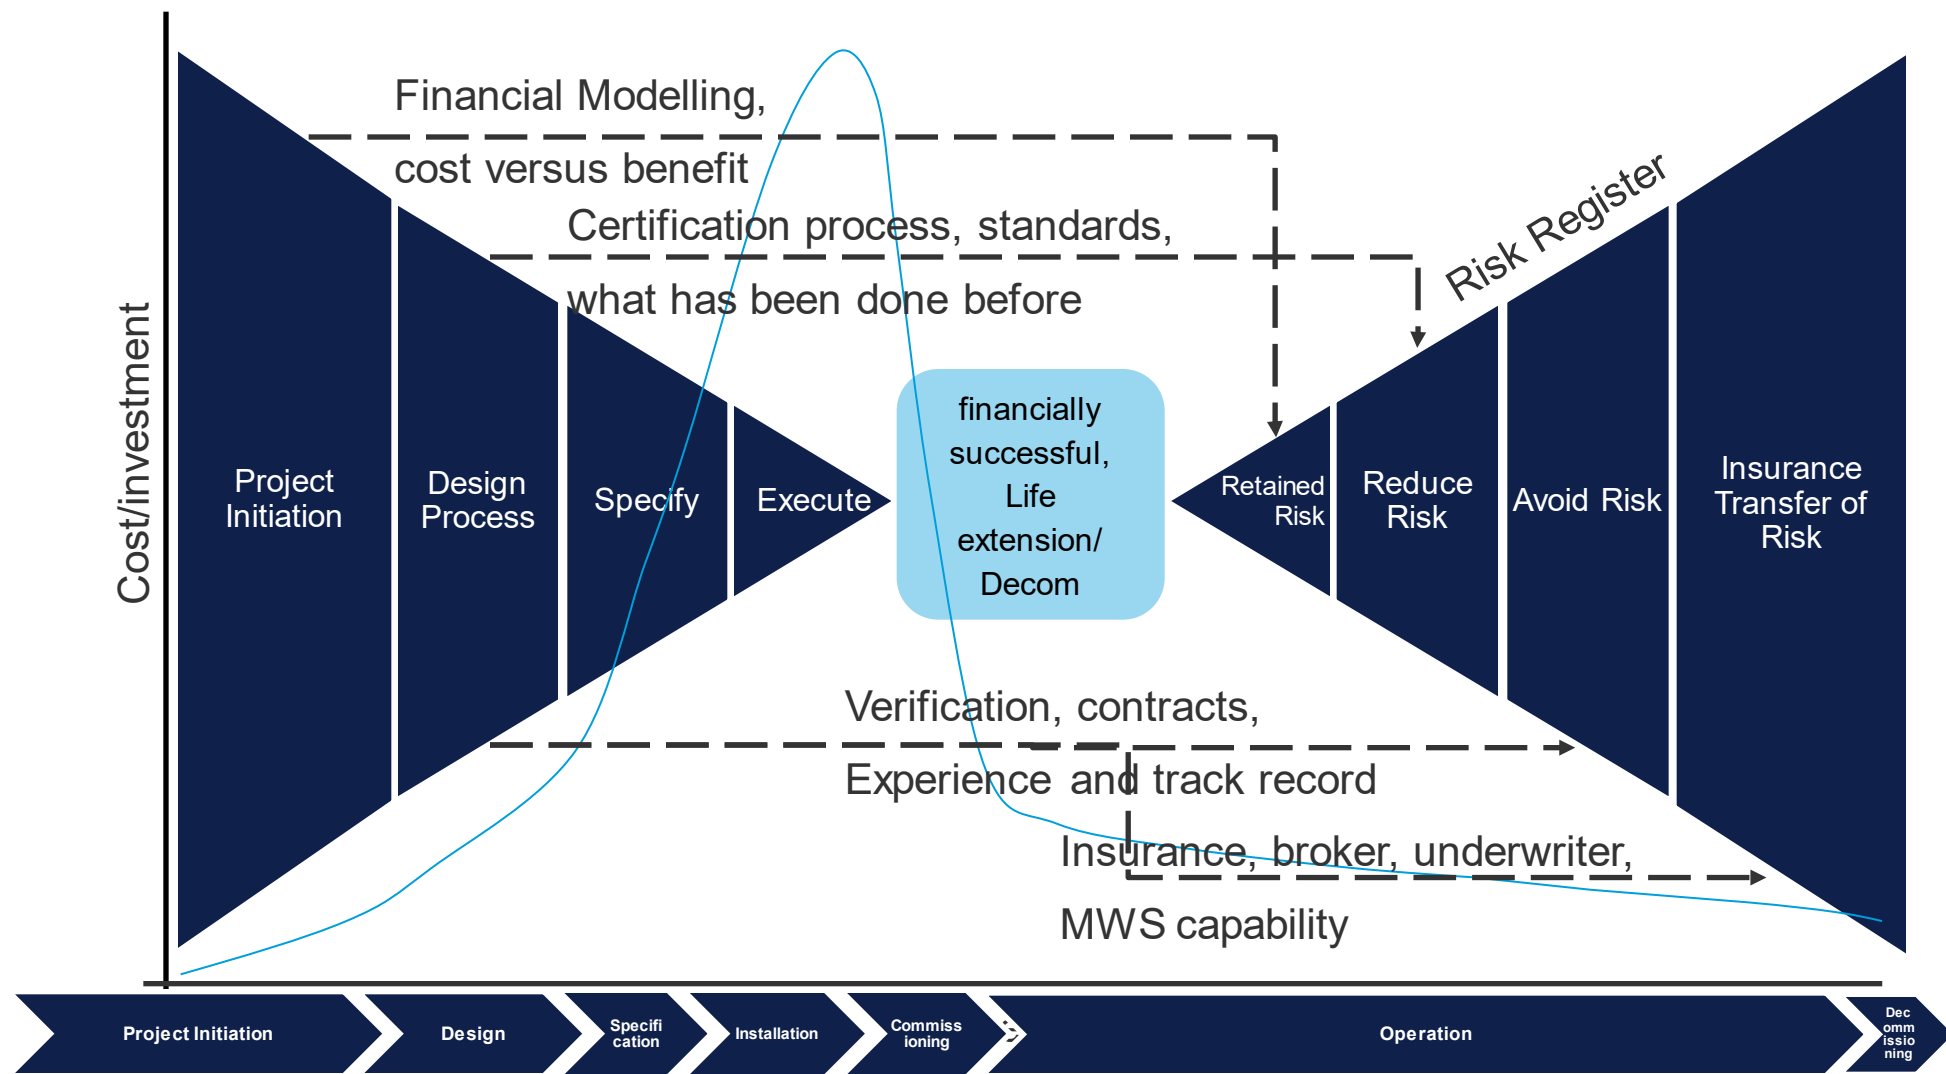 Financial Modelling,
cost versus benefit
Certification process, standards,
what has been done before
Risk Register
Cost/investment
Project
Initiation
Design
Process
Specify
Execute
financially
successful,
Life
extension/
Decom
Retained
Risk
Reduce
Risk
Avoid Risk
Insurance
Transfer of
Risk
Verification, contracts,
Experience and track record
Insurance, broker, underwriter,
MWS capability
Project Initiation
Design
Specifi
cation
Installation
Commiss
ioning
Operation
Dec
omm
issio
ning